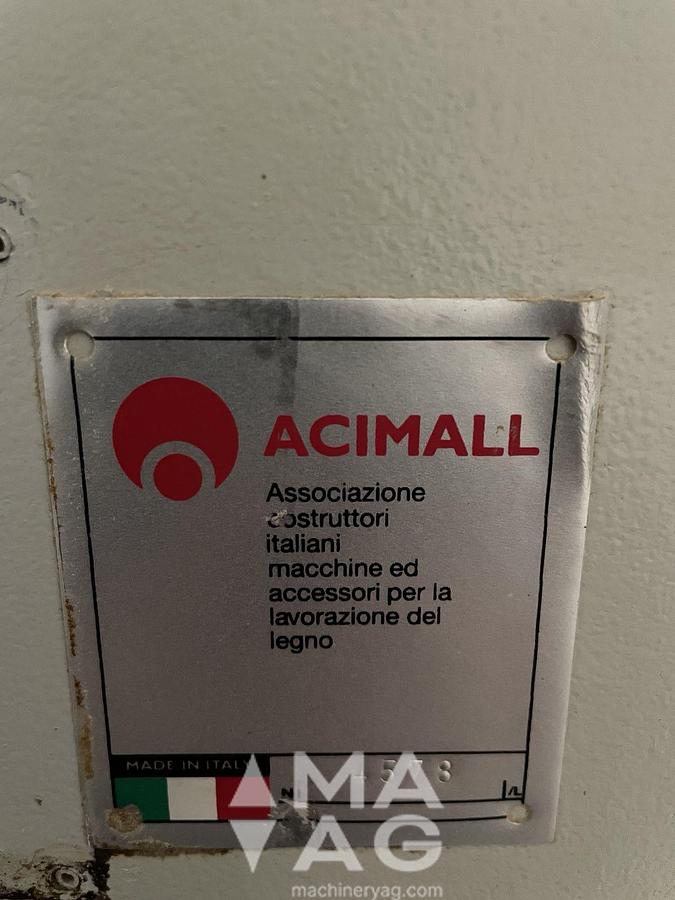 ACIMALL
Associazione
costruttori
italiani
macchine ed
accessori per la
lavorazione del
legno
MADE IN ITALY
MA
AG
machineryag.com